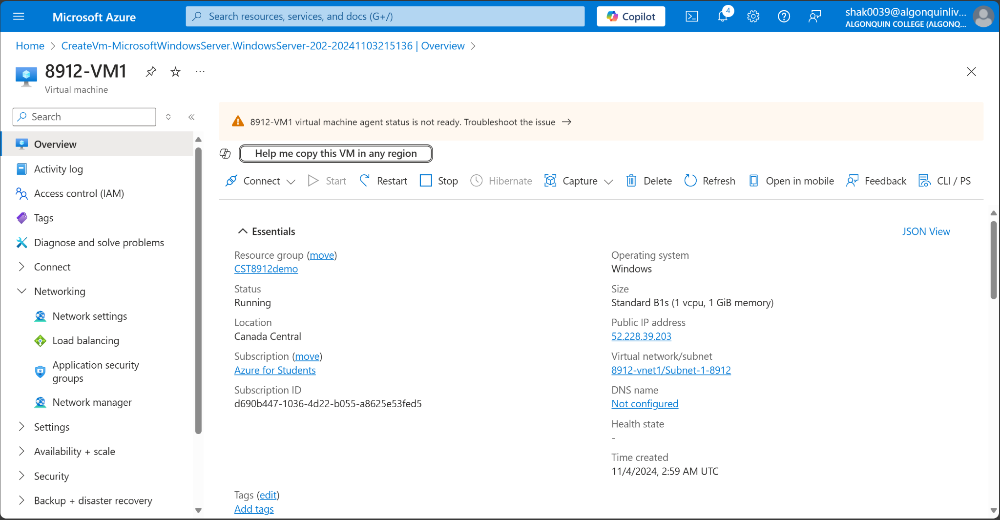 Microsoft Azure
Search resources, services, and docs (G+/)
Copilot
4
shak0039@algonquinliv...
ALGONQUIN COLLEGE (ALGONQ...
Home > CreateVm-MicrosoftWindowsServer.WindowsServer-202-20241103215136 | Overview >
8912-VM1
Virtual machine
Search
Overview
Activity log
Access control (IAM)
Tags
Diagnose and solve problems
Connect
Networking
Network settings
Load balancing
Application security
groups
Network manager
Settings
Availability + scale
Security
Backup + disaster recovery
8912-VM1 virtual machine agent status is not ready. Troubleshoot the issue →
Help me copy this VM in any region
Connect Start Restart Stop Hibernate Capture Delete Refresh Open in mobile Feedback CLI / PS
Essentials
JSON View
Resource group (move)
CST8912demo
Status
Running
Location
Canada Central
Subscription (move)
Azure for Students
Subscription ID
d690b447-1036-4d22-b055-a8625e53fed5
Operating system
Windows
Size
Standard B1s (1 vcpu, 1 GiB memory)
Public IP address
52.228.39.203
Virtual network/subnet
8912-vnet1/Subnet-1-8912
DNS name
Not configured
Health state
-
Time created
11/4/2024, 2:59 AM UTC
Tags (edit)
Add tags